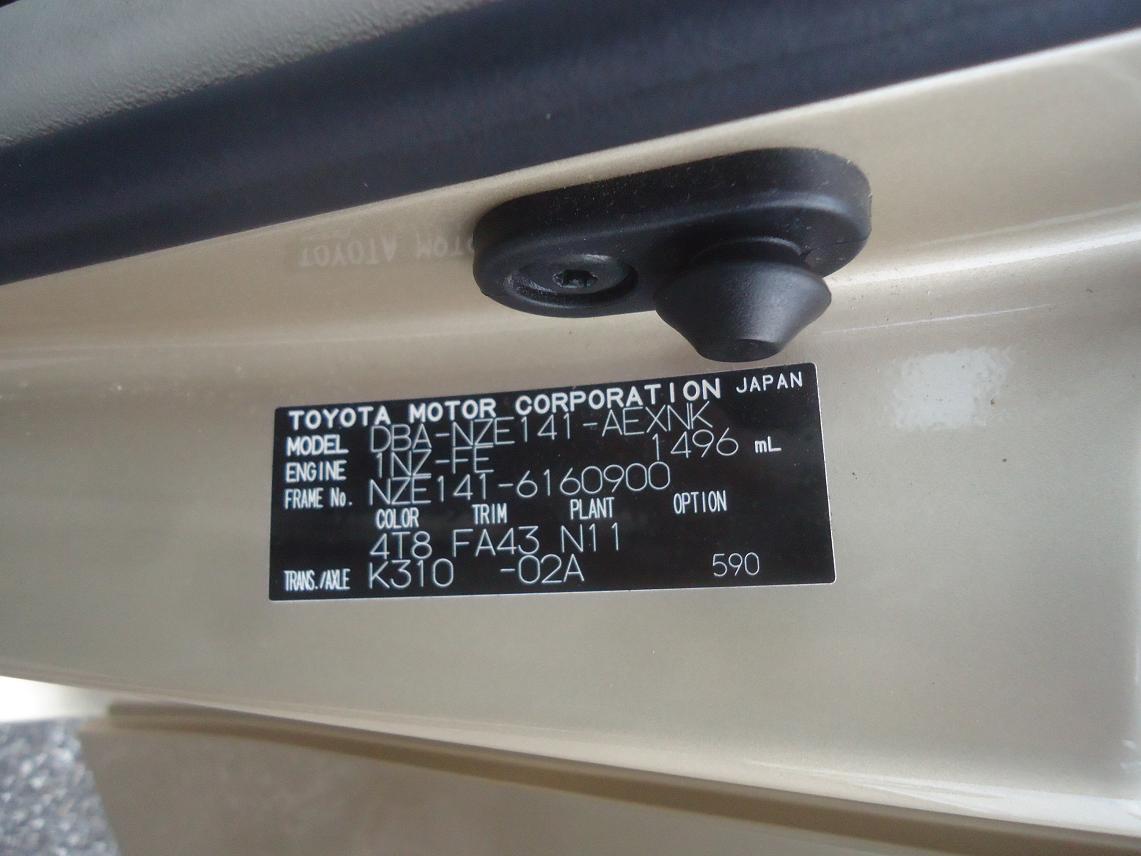 TOYOTA MOTOR CORPORATION JAPAN
MODEL DBA-NZE141-AEXNK
ENGINE 1NZ-FE 1496 mL
FRAME No. NZE141-6160900
COLOR TRIM PLANT OPTION
4T8 FA43 N11
TRANS./AXLE K310 -02A 590